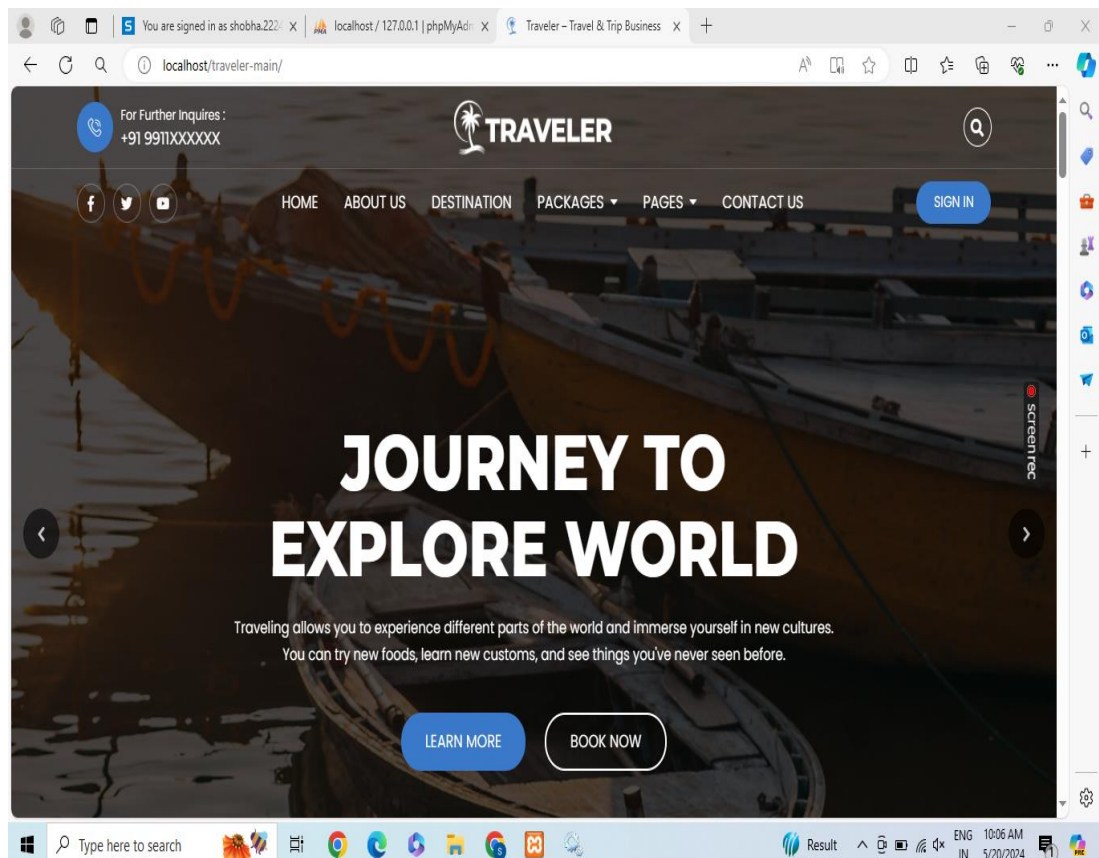 You are signed in as shobha.2224
localhost / 127.0.0.1 | phpMyAdn
Traveler – Travel & Trip Business
localhost/traveler-main/
For Further Inquires :
+91 9911XXXXXX
TRAVELER
HOME ABOUT US DESTINATION PACKAGES PAGES CONTACT US SIGN IN
screenrec
JOURNEY TO
EXPLORE WORLD
Traveling allows you to experience different parts of the world and immerse yourself in new cultures.
You can try new foods, learn new customs, and see things you've never seen before.
LEARN MORE BOOK NOW
Type here to search
Result
ENG 10:06 AM
IN 5/20/2024